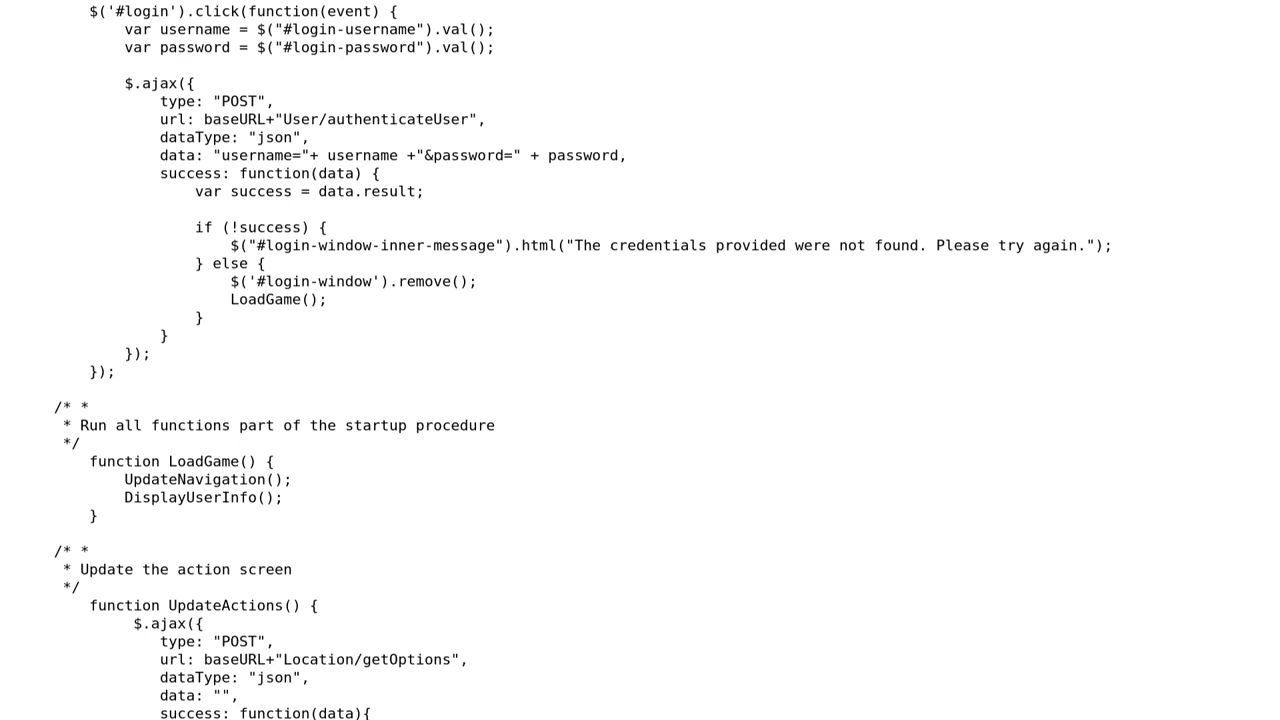 $('#login').click(function(event) {
var username = $("#login-username").val();
var password = $("#login-password").val();
$.ajax({
type: "POST",
url: baseURL+"User/authenticateUser",
dataType: "json",
data: "username="+ username +"&password=" + password,
success: function(data) {
var success = data.result;
if (!success) {
$("#login-window-inner-message").html("The credentials provided were not found. Please try again.");
} else {
$('#login-window').remove();
LoadGame();
}
}
});
});
/* *
* Run all functions part of the startup procedure
*/
function LoadGame() {
UpdateNavigation();
DisplayUserInfo();
}
/* *
* Update the action screen
*/
function UpdateActions() {
$.ajax({
type: "POST",
url: baseURL+"Location/getOptions",
dataType: "json",
data: "",
success: function(data){